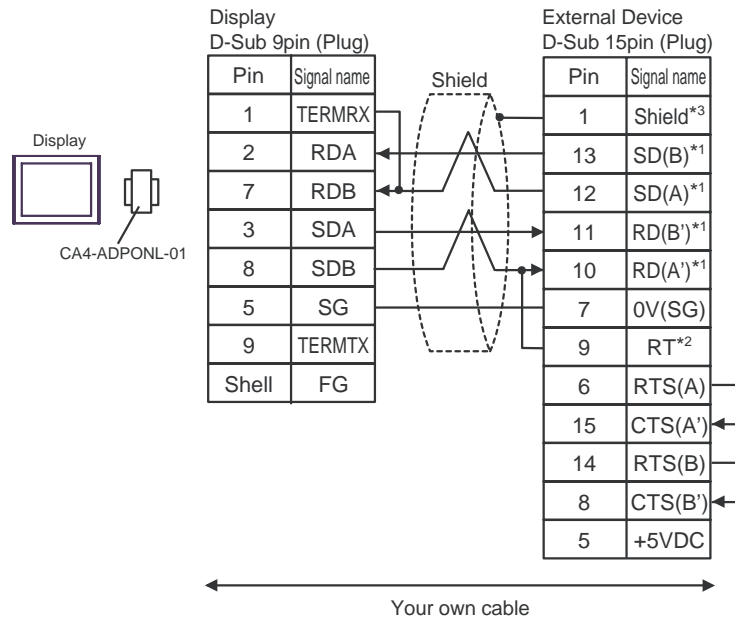 Display
D-Sub 9pin (Plug)
External Device
D-Sub 15pin (Plug)
Shield
Display
CA4-ADPONL-01
Pin Signal name
1 TERMRX
2 RDA
7 RDB
3 SDA
8 SDB
5 SG
9 TERMTX
Shell FG
Pin Signal name
1 Shield*3
13 SD(B)*1
12 SD(A)*1
11 RD(B')*1
10 RD(A')*1
7 0V(SG)
9 RT*2
6 RTS(A)
15 CTS(A')
14 RTS(B)
8 CTS(B')
5 +5VDC
Your own cable